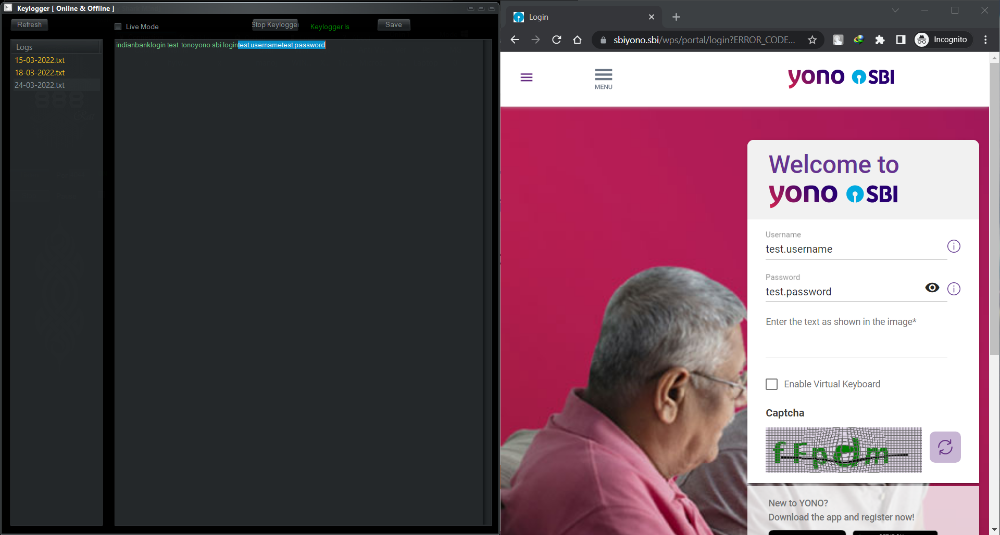 Keylogger [ Online & Offline ]
Refresh
Live Mode
Stop Keylogger
Keylogger Is
Save
Logs
15-03-2022.txt
18-03-2022.txt
24-03-2022.txt
888
Rat
indianbanklogin test tonoyono sbi logintest.usernametest.password
Login
sbiyono.sbi/wps/portal/login?ERROR_CODE...
Incognito
MENU
yono SBI
Welcome to
yono SBI
Username
test.username
Password
test.password
Enter the text as shown in the image*
Enable Virtual Keyboard
Captcha
fFpdm
New to YONO?
Download the app and register now!